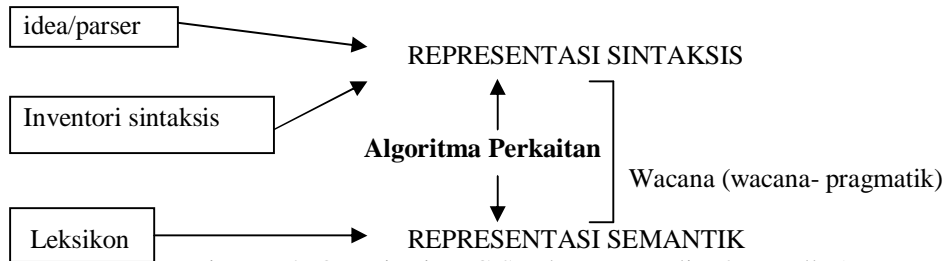 idea/parser
REPRESENTASI SINTAKSIS
Inventori sintaksis
Algoritma Perkaitan
Wacana (wacana- pragmatik)
Leksikon
REPRESENTASI SEMANTIK